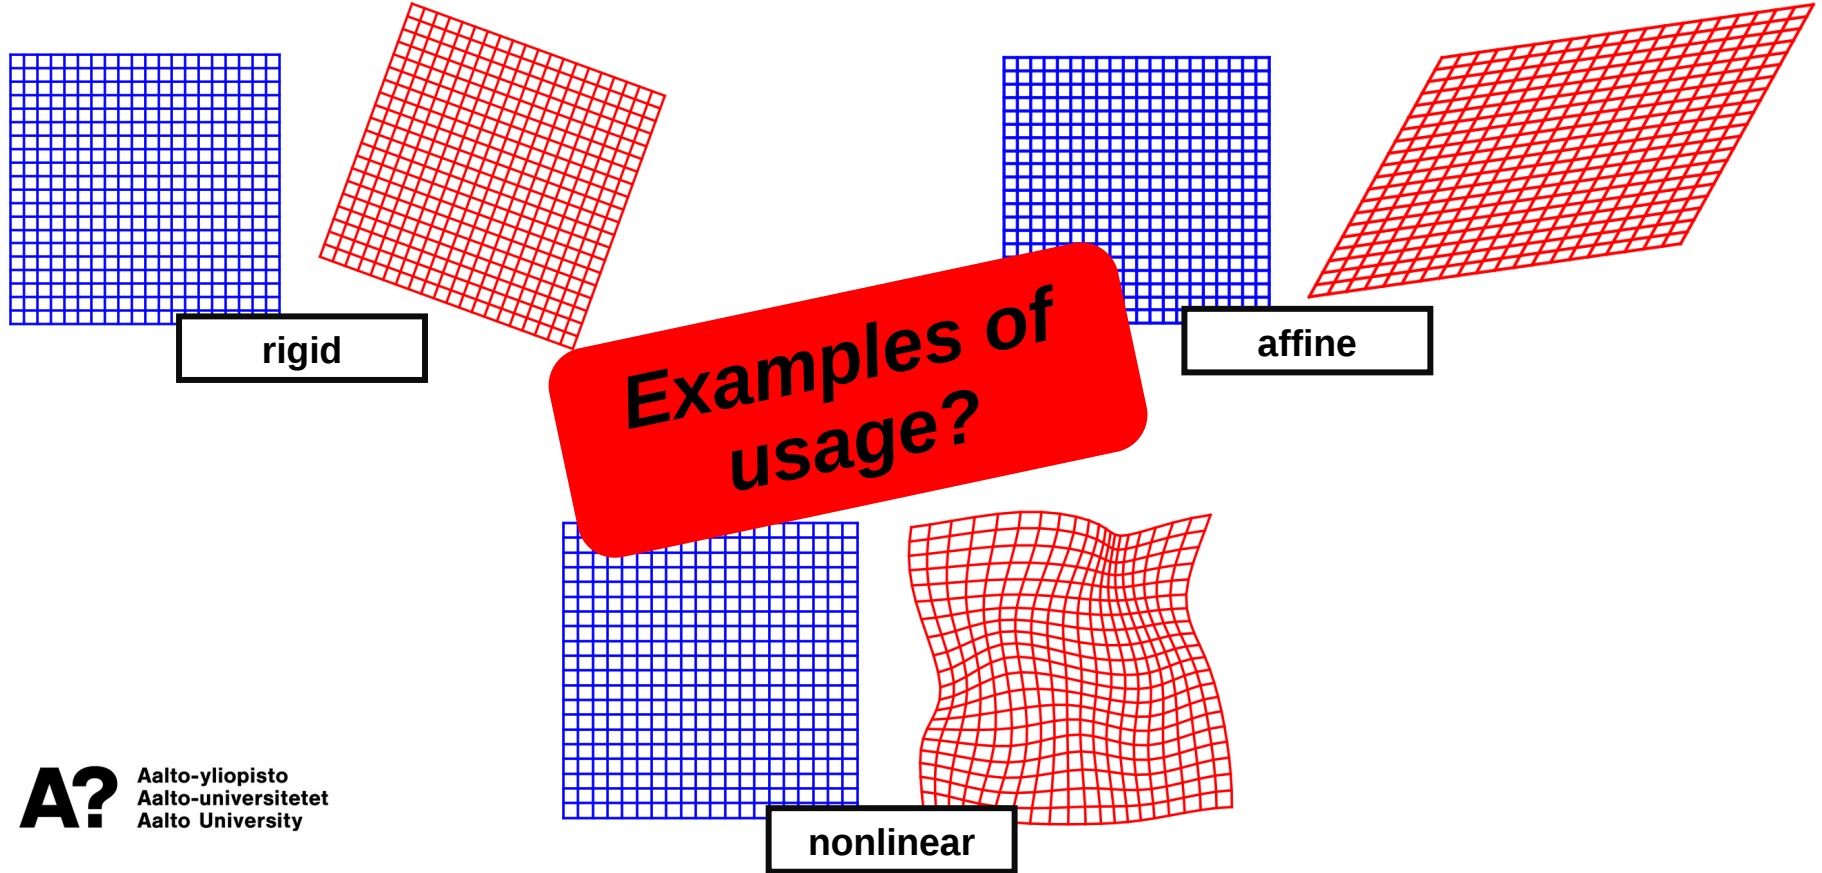 rigid
affine
Examples of
usage?
nonlinear
A?
Aalto-yliopisto
Aalto-universitetet
Aalto University